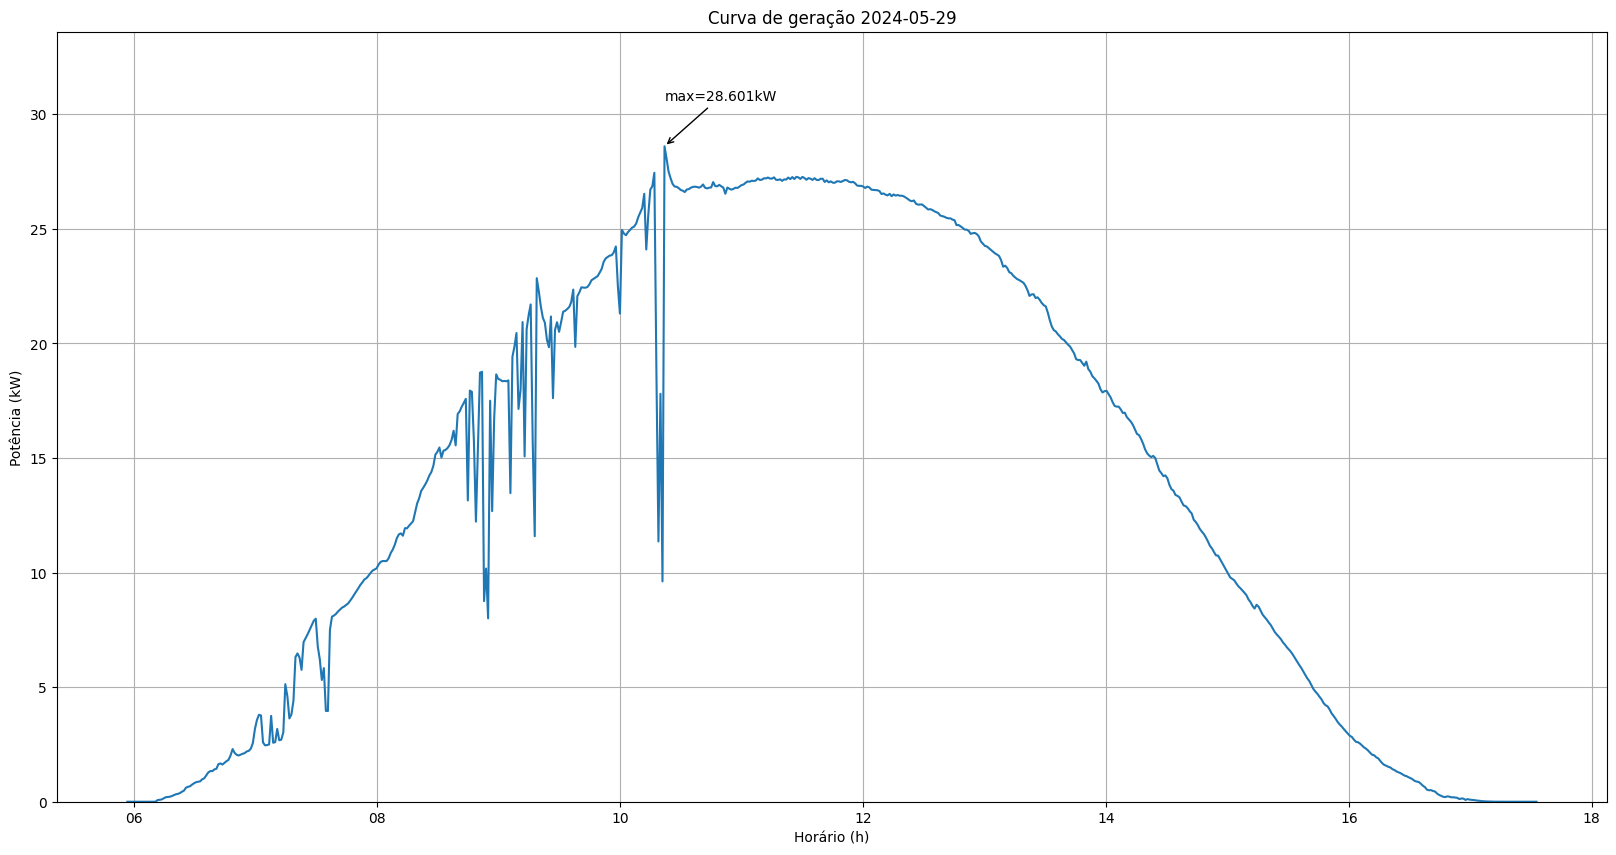 Curva de geração 2024-05-29
max=28.601kW
30
25
20
15
10
5
0
Potência (kW)
06 08 10 12 14 16 18
Horário (h)